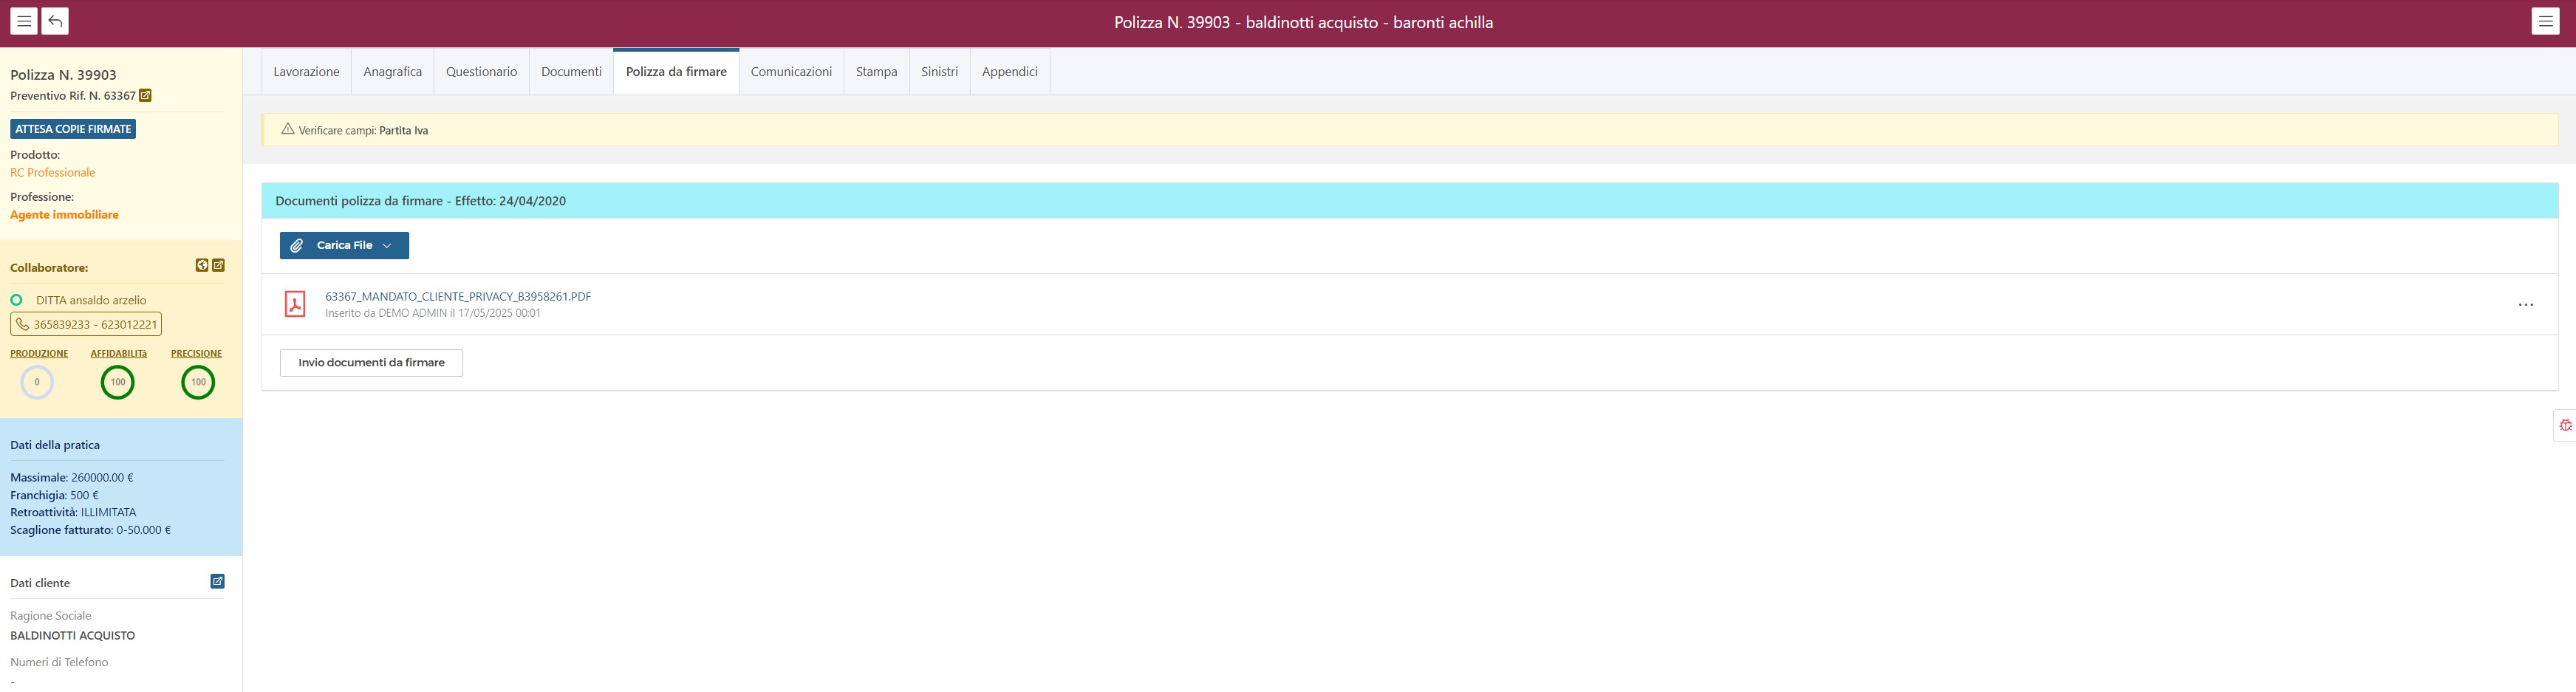 Polizza N. 39903 - baldinotti acquisto - baronti achilla
Polizza N. 39903
Preventivo Rif. N. 63367
ATTESA COPIE FIRMATE
Prodotto:
RC Professionale
Professione:
Agente immobiliare
Collaboratore:
DITTA ansaldo arzelio
365839233 - 623012221
PRODUZIONE AFFIDABILITà PRECISIONE
0 100 100
Dati della pratica
Massimale: 260000.00 €
Franchigia: 500 €
Retroattività: ILLIMITATA
Scaglione fatturato: 0-50.000 €
Dati cliente
Ragione Sociale
BALDINOTTI ACQUISTO
Numeri di Telefono
-
Lavorazione Anagrafica Questionario Documenti Polizza da firmare Comunicazioni Stampa Sinistri Appendici
Verificare campi: Partita Iva
Documenti polizza da firmare - Effetto: 24/04/2020
Carica File
63367_MANDATO_CLIENTE_PRIVACY_B3958261.PDF
Inserito da DEMO ADMIN il 17/05/2025 00:01
Invio documenti da firmare